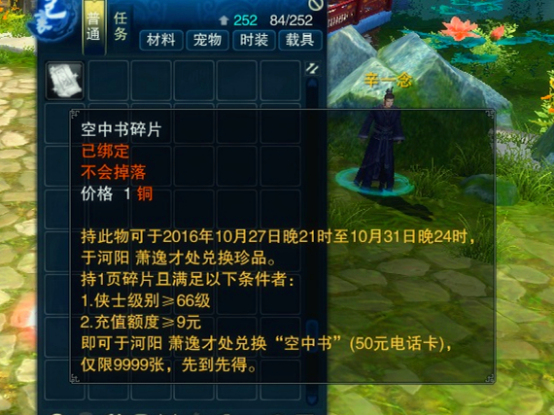 普通
任务
252
84/252
材料
宠物
时装
载具
辛一念
空中书碎片
已绑定
不会掉落
价格 1 铜
持此物可于2016年10月27日晚21时至10月31日晚24时，
于河阳 萧逸才处兑换珍品。
持1页碎片且满足以下条件者：
1.侠士级别≥66级
2.充值额度≥9元
即可于河阳 萧逸才处兑换“空中书”(50元电话卡)，
仅限9999张，先到先得。